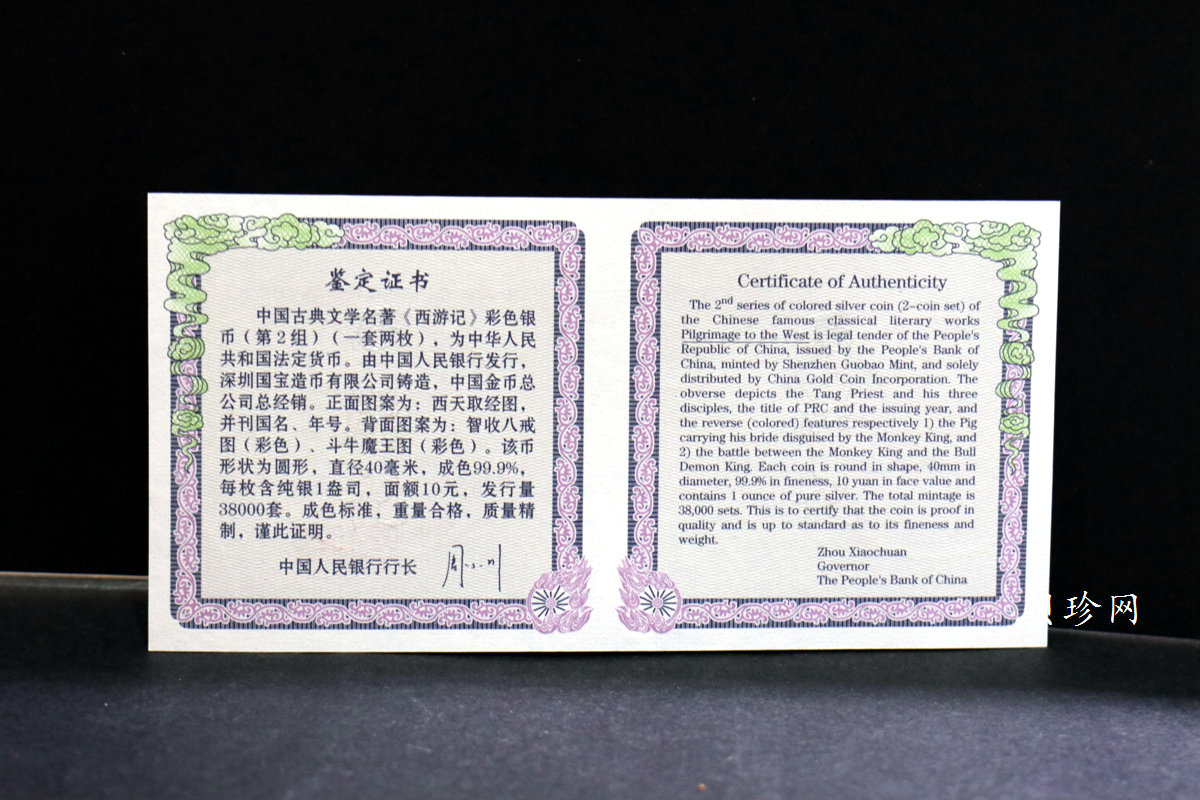 鉴定证书
中国古典文学名著《西游记》彩色银
币（第2组）（一套两枚），为中华人民
共和国法定货币。由中国人民银行发行，
深圳国宝造币有限公司铸造，中国金币总
公司总经销。正面图案为：西天取经图，
并刊国名、年号。背面图案为：智收八戒
图（彩色）、斗牛魔王图（彩色）。该币
形状为圆形，直径40毫米，成色99.9%，
每枚含纯银1盎司，面额10元，发行量
38000套。成色标准，重量合格，质量精
制，谨此证明。
中国人民银行行长 周小川
Certificate of Authenticity
The 2nd series of colored silver coin (2-coin set) of
the Chinese famous classical literary works
Pilgrimage to the West is legal tender of the People's
Republic of China, issued by the People's Bank of
China, minted by Shenzhen Guobao Mint, and solely
distributed by China Gold Coin Incorporation. The
obverse depicts the Tang Priest and his three
disciples, the title of PRC and the issuing year, and
the reverse (colored) features respectively 1) the Pig
carrying his bride disguised by the Monkey King, and
2) the battle between the Monkey King and the Bull
Demon King. Each coin is round in shape, 40mm in
diameter, 99.9% in fineness, 10 yuan in face value and
contains 1 ounce of pure silver. The total mintage is
38,000 sets. This is to certify that the coin is proof in
quality and is up to standard as to its fineness and
weight.
Zhou Xiaochuan
Governor
The People's Bank of China
珍网